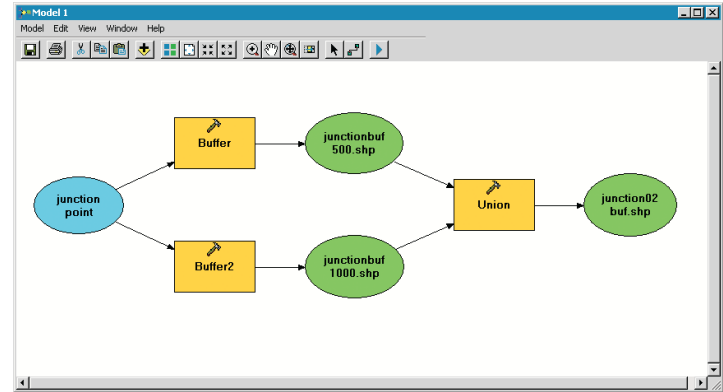 Model 1
Model Edit View Window Help
Buffer
junctionbuf
500.shp
junction
point
Union
junction02
buf.shp
Buffer2
junctionbuf
1000.shp